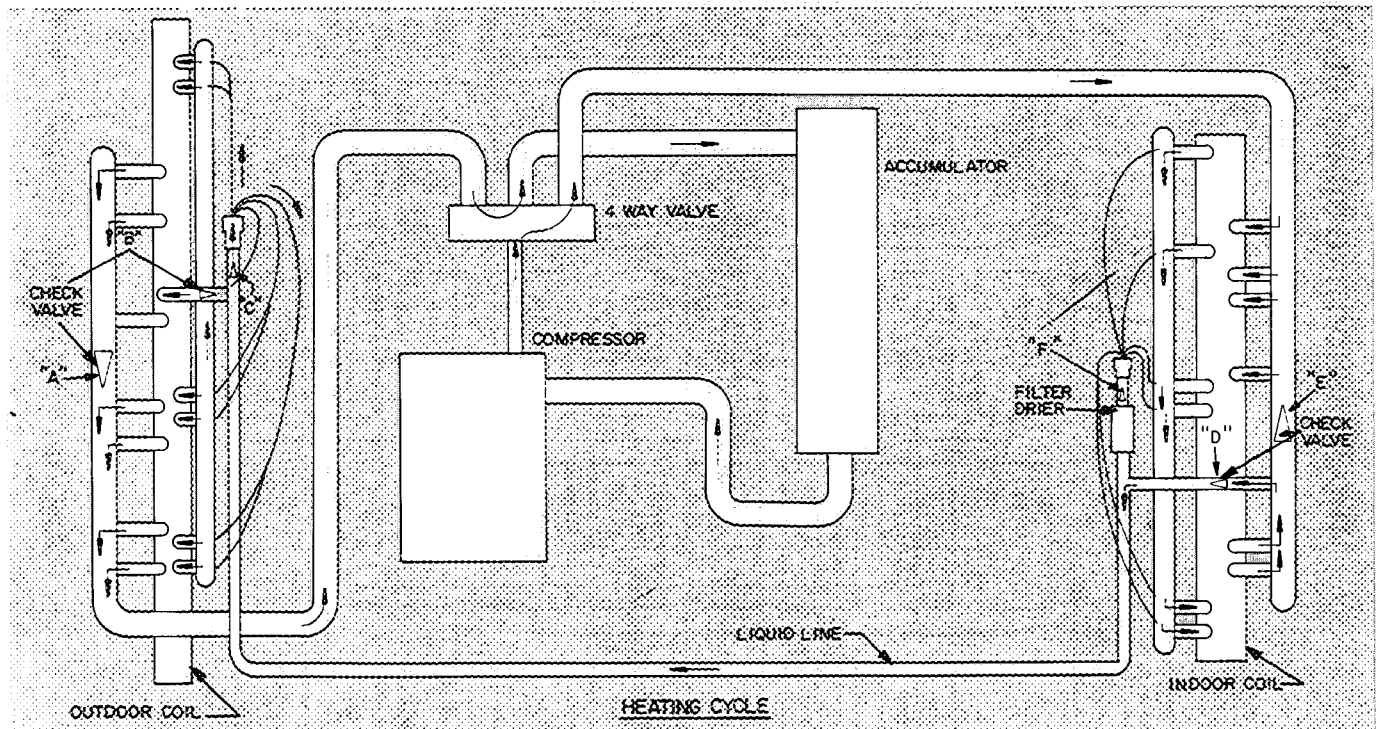 ACCUMULATOR
4 WAY VALVE
"B"
CHECK
VALVE
"C"
"A"
COMPRESSOR
"F"
FILTER
DRIER
"E"
"D"
CHECK
VALVE
LIQUID LINE
OUTDOOR COIL
HEATING CYCLE
INDOOR COIL